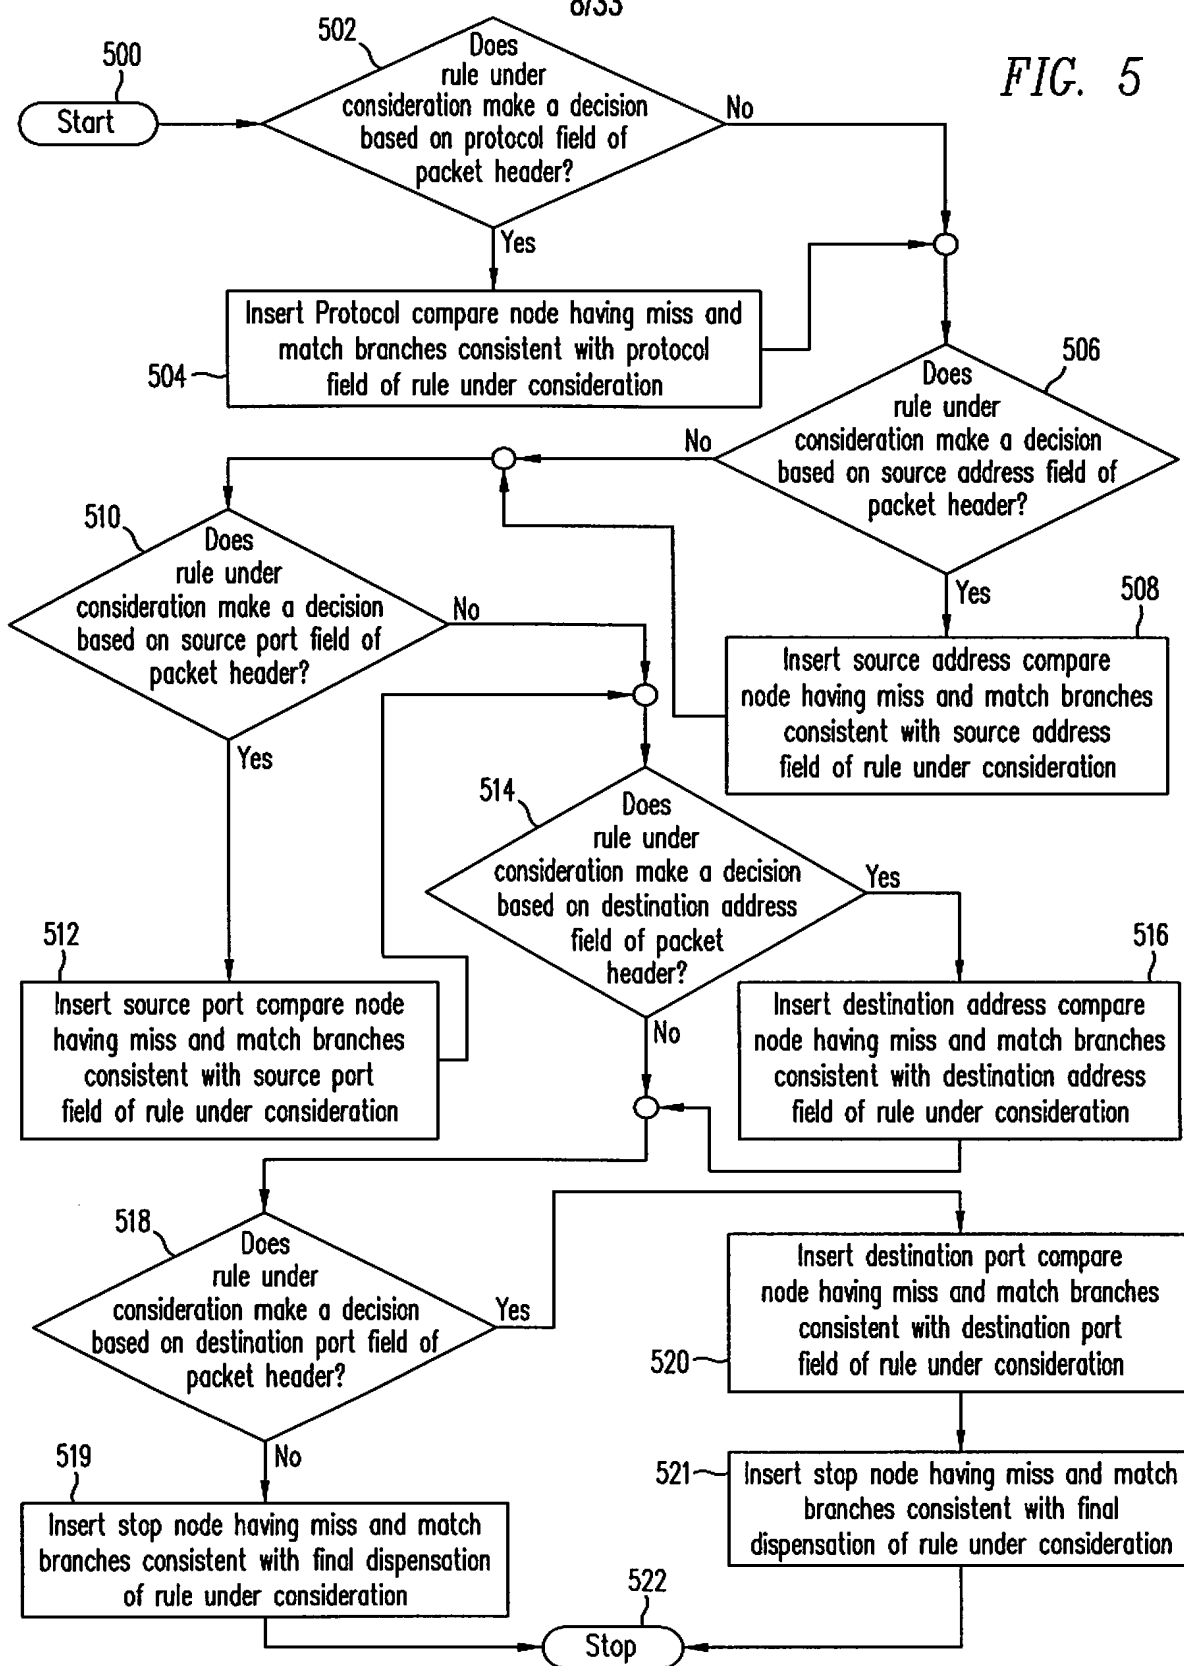 8/33
FIG. 5
500
Start
502
Does
rule under
consideration make a decision
based on protocol field of
packet header?
No
Yes
Insert Protocol compare node having miss and
match branches consistent with protocol
field of rule under consideration
504
506
Does
rule under
consideration make a decision
based on source address field of
packet header?
No
Yes
508
Insert source address compare
node having miss and match branches
consistent with source address
field of rule under consideration
510
Does
rule under
consideration make a decision
based on source port field of
packet header?
No
Yes
512
Insert source port compare node
having miss and match branches
consistent with source port
field of rule under consideration
514
Does
rule under
consideration make a decision
based on destination address
field of packet
header?
Yes
No
516
Insert destination address compare
node having miss and match branches
consistent with destination address
field of rule under consideration
518
Does
rule under
consideration make a decision
based on destination port field of
packet header?
Yes
No
Insert destination port compare
node having miss and match branches
consistent with destination port
field of rule under consideration
520
519
Insert stop node having miss and match
branches consistent with final dispensation
of rule under consideration
521
Insert stop node having miss and match
branches consistent with final
dispensation of rule under consideration
522
Stop